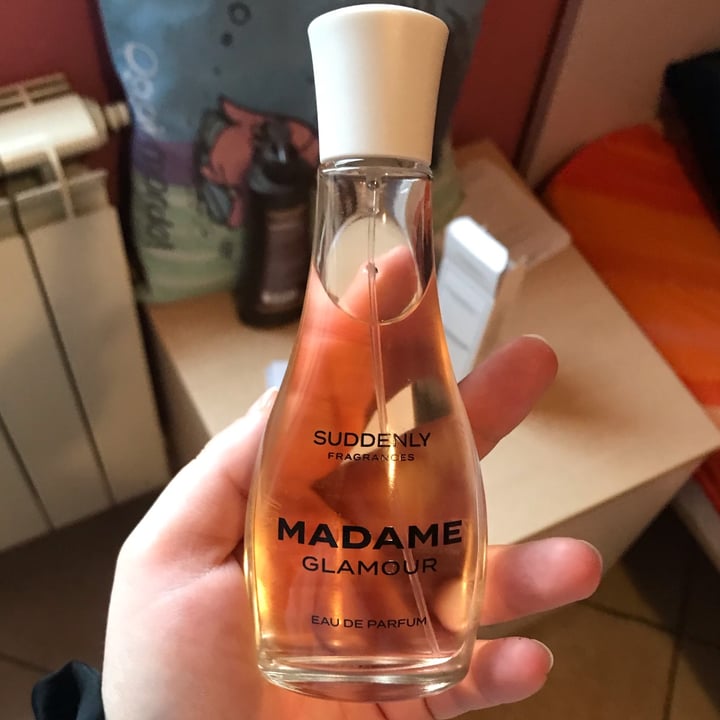 SUDDENLY
FRAGRANCES
MADAME
GLAMOUR
EAU DE PARFUM